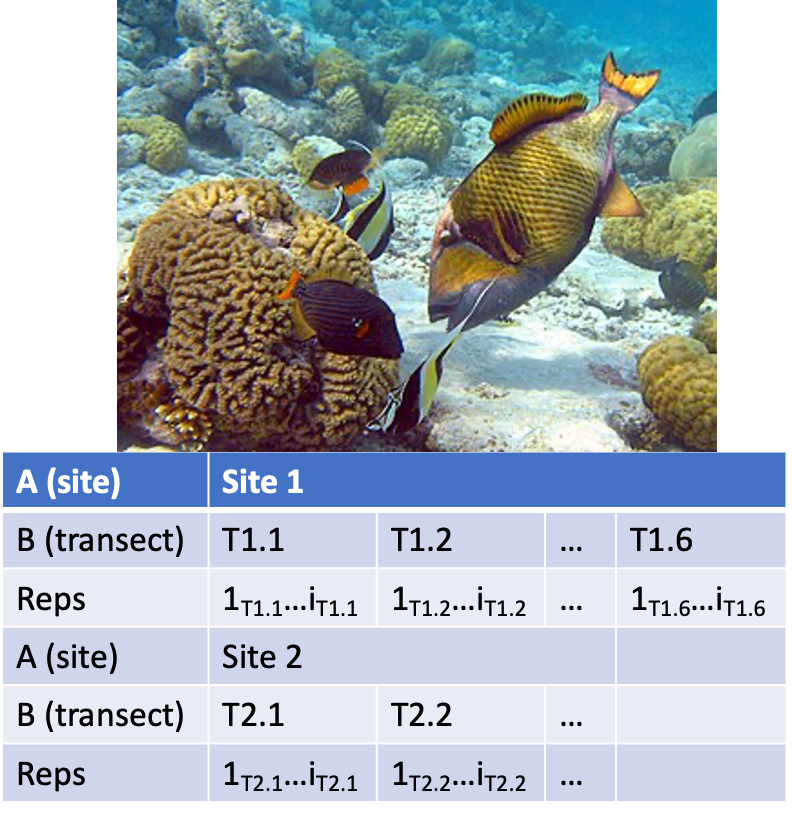 A (site) Site 1
B (transect) T1.1 T1.2 ... T1.6
Reps 1T1.1...iT1.1 1T1.2...iT1.2 ... 1T1.6...iT1.6
A (site) Site 2
B (transect) T2.1 T2.2 ...
Reps 1T2.1...iT2.1 1T2.2...iT2.2 ...